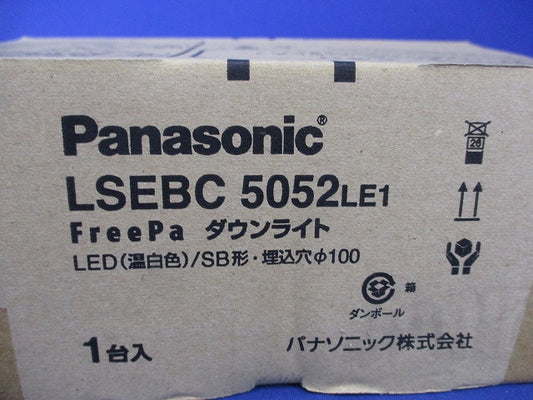 Panasonic®
LSEBC 5052LE1
FreePa ダウンライト
LED(温白色)/SB形・埋込穴φ100
箱
ダンボール
1台入
パナソニック株式会社